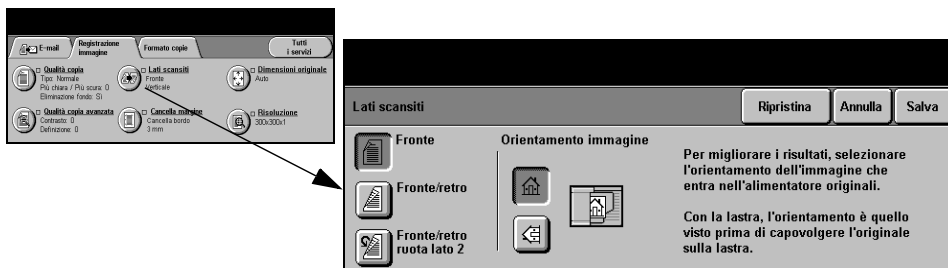 E-mail
Registrazione
immagine
Formato copie
Tutti
i servizi
Qualità copia
Tipo: Normale
Più chiara / Più scura: 0
Eliminazione fondo: Sì
Lati scansiti
Fronte
Verticale
Dimensioni originale
Auto
Qualità copia avanzata
Contrasto: 0
Definizione: 0
Cancella margine
Cancella bordo
3 mm
Risoluzione
300x300x1
Lati scansiti
Ripristina
Annulla
Salva
Fronte
Fronte/retro
Fronte/retro
ruota lato 2
Orientamento immagine
Per migliorare i risultati, selezionare
l'orientamento dell'immagine che
entra nell'alimentatore originali.
Con la lastra, l'orientamento è quello
visto prima di capovolgere l'originale
sulla lastra.